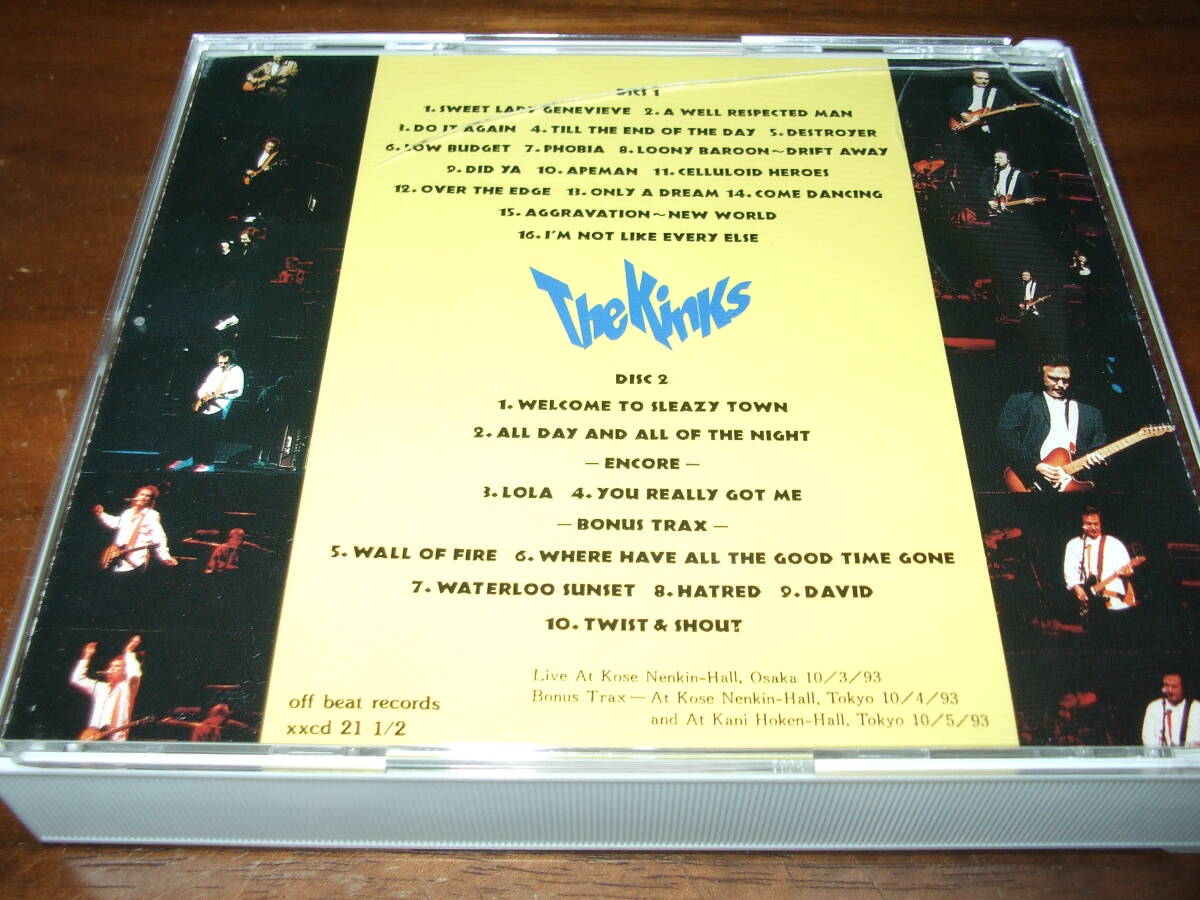 DISC 1
1. SWEET LADY GENEVIEVE 2. A WELL RESPECTED MAN
3. DO IT AGAIN 4. TILL THE END OF THE DAY 5. DESTROYER
6. LOW BUDGET 7. PHOBIA 8. LOONY BAROON~DRIFT AWAY
9. DID YA 10. APEMAN 11. CELLULOID HEROES
12. OVER THE EDGE 13. ONLY A DREAM 14. COME DANCING
15. AGGRAVATION~NEW WORLD
16. I'M NOT LIKE EVERY ELSE
The Kinks
DISC 2
1. WELCOME TO SLEAZY TOWN
2. ALL DAY AND ALL OF THE NIGHT
— ENCORE —
3. LOLA 4. YOU REALLY GOT ME
— BONUS TRAX —
5. WALL OF FIRE 6. WHERE HAVE ALL THE GOOD TIME GONE
7. WATERLOO SUNSET 8. HATRED 9. DAVID
10. TWIST & SHOUT
Live At Kose Nenkin-Hall, Osaka 10/3/93
Bonus Trax — At Kose Nenkin-Hall, Tokyo 10/4/93
and At Kani Hoken-Hall, Tokyo 10/5/93
off beat records
xxcd 21 1/2